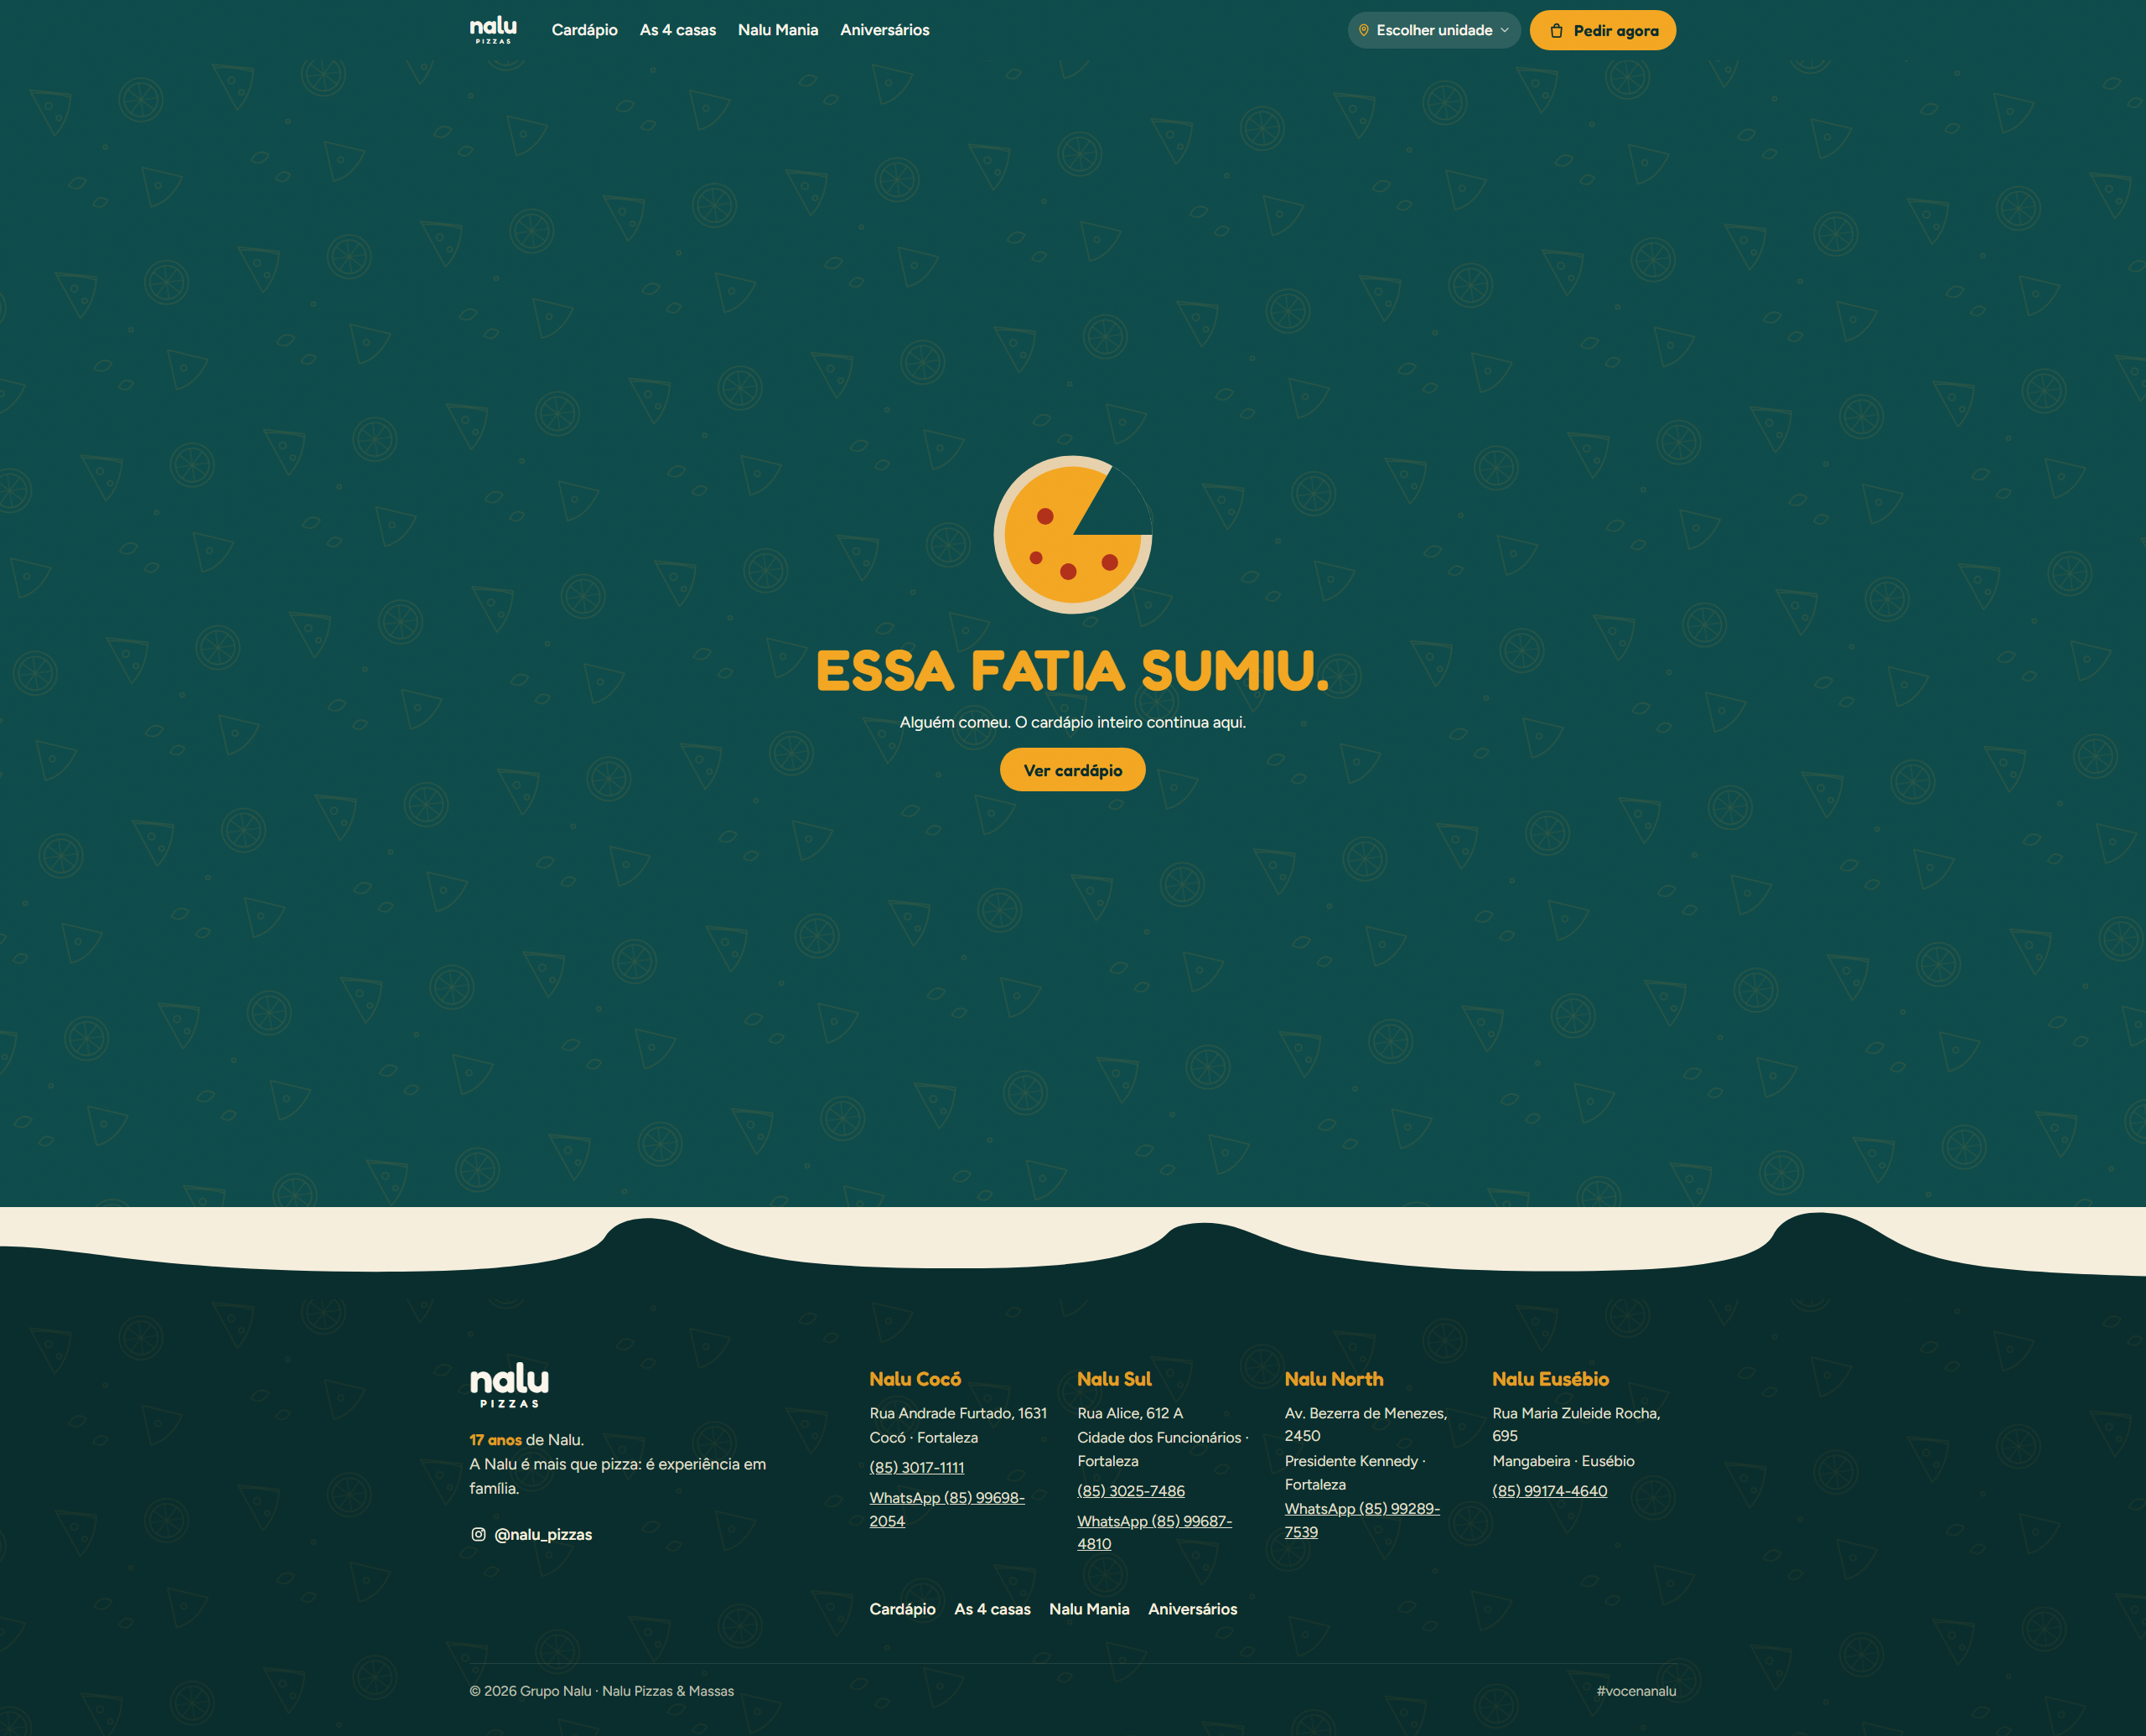 nalu
PIZZAS
Cardápio As 4 casas Nalu Mania Aniversários
Escolher unidade
Pedir agora
ESSA FATIA SUMIU.
Alguém comeu. O cardápio inteiro continua aqui.
Ver cardápio
nalu
PIZZAS
17 anos de Nalu.
A Nalu é mais que pizza: é experiência em
família.
@nalu_pizzas
Nalu Cocó
Rua Andrade Furtado, 1631
Cocó · Fortaleza
(85) 3017-1111
WhatsApp (85) 99698-
2054
Nalu Sul
Rua Alice, 612 A
Cidade dos Funcionários ·
Fortaleza
(85) 3025-7486
WhatsApp (85) 99687-
4810
Nalu North
Av. Bezerra de Menezes,
2450
Presidente Kennedy ·
Fortaleza
WhatsApp (85) 99289-
7539
Nalu Eusébio
Rua Maria Zuleide Rocha,
695
Mangabeira · Eusébio
(85) 99174-4640
Cardápio As 4 casas Nalu Mania Aniversários
© 2026 Grupo Nalu · Nalu Pizzas & Massas
#vocenanalu